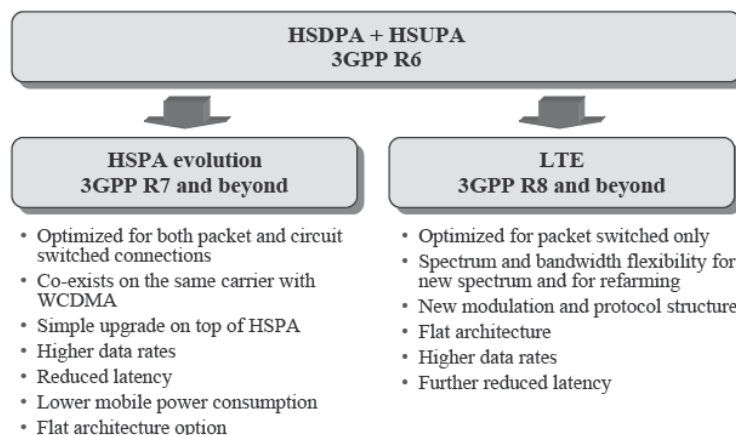 HSDPA + HSUPA
3GPP R6
HSPA evolution
3GPP R7 and beyond
• Optimized for both packet and circuit
switched connections
• Co-exists on the same carrier with
WCDMA
• Simple upgrade on top of HSPA
• Higher data rates
• Reduced latency
• Lower mobile power consumption
• Flat architecture option
LTE
3GPP R8 and beyond
• Optimized for packet switched only
• Spectrum and bandwidth flexibility for
new spectrum and for refarming
• New modulation and protocol structure
• Flat architecture
• Higher data rates
• Further reduced latency